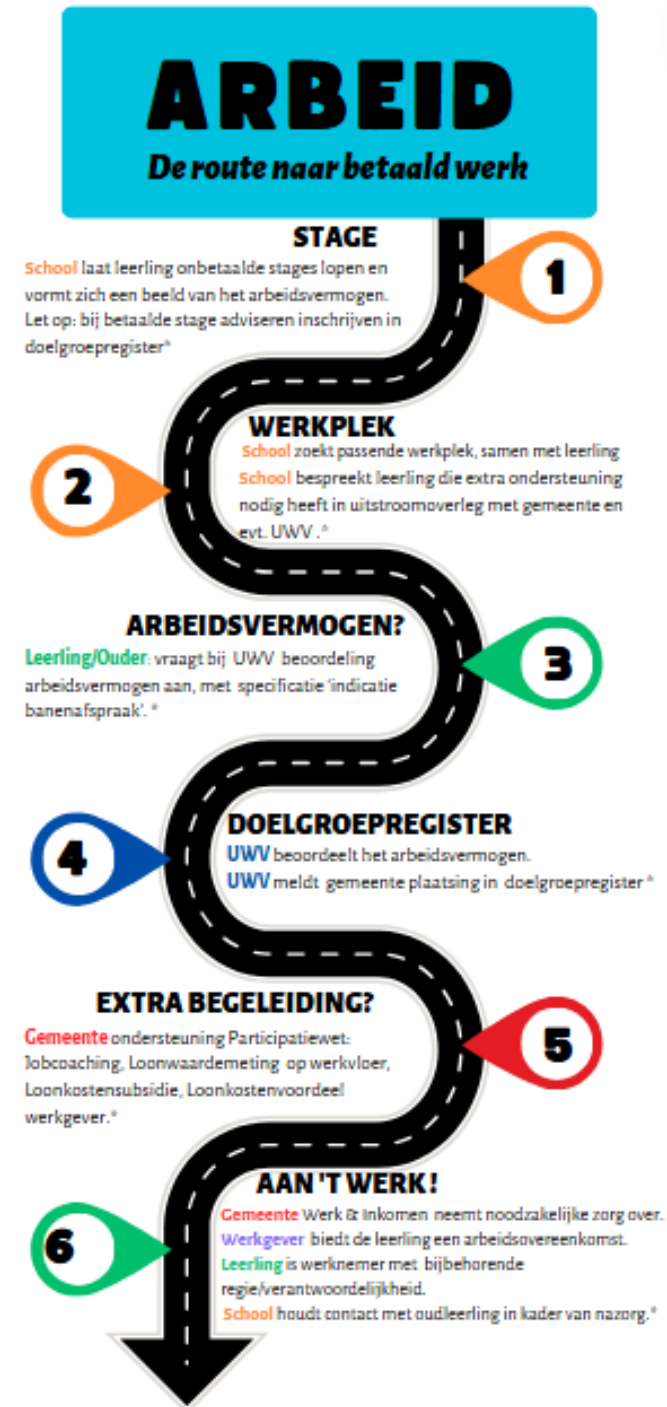 ARBEID
De route naar betaald werk
STAGE
School laat leerling onbetaalde stages lopen en
vormt zich een beeld van het arbeidsvermogen.
Let op: bij betaalde stage adviseren inschrijven in
doelgroepregister*
1
WERKPLEK
School zoekt passende werkplek, samen met leerling
School bespreekt leerling die extra ondersteuning
nodig heeft in uitstroomoverleg met gemeente en
evt. UWV .*
2
ARBEIDSVERMOGEN?
Leerling/Ouder: vraagt bij UWV beoordeling
arbeidsvermogen aan, met specificatie 'indicatie
banenafspraak'. *
3
DOELGROEPREGISTER
UWV beoordeelt het arbeidsvermogen.
UWV meldt gemeente plaatsing in doelgroepregister*
4
EXTRA BEGELEIDING?
Gemeente ondersteuning Participatiewet:
Jobcoaching, Loonwaardemeting op werkvloer,
Loonkostensubsidie, Loonkostenvoordeel
werkgever.*
5
AAN 'T WERK!
Gemeente Werk & Inkomen neemt noodzakelijke zorg over.
Werkgever biedt de leerling een arbeidsovereenkomst.
Leerling is werknemer met bijbehorende
regie/verantwoordelijkheid.
School houdt contact met oudleerling in kader van nazorg.*
6